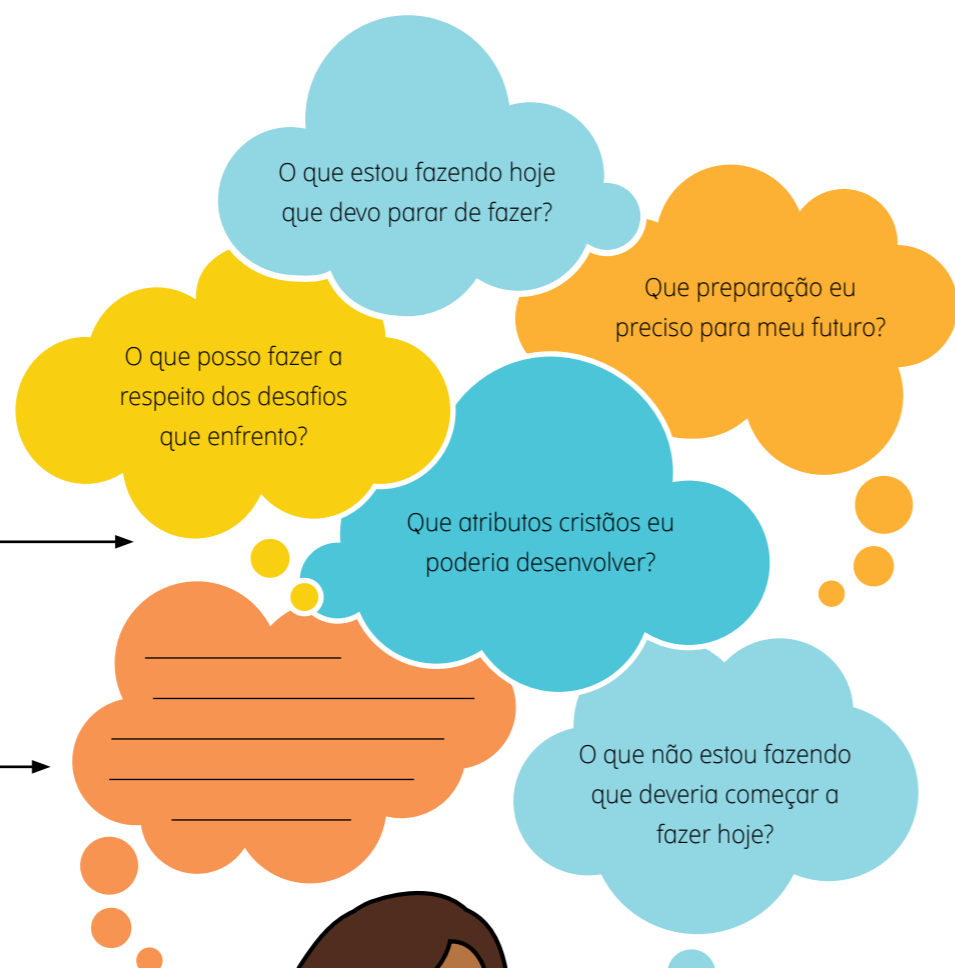 O que estou fazendo hoje
que devo parar de fazer?
Que preparação eu
preciso para meu futuro?
O que posso fazer a
respeito dos desafios
que enfrento?
Que atributos cristãos eu
poderia desenvolver?
O que não estou fazendo
que deveria começar a
fazer hoje?